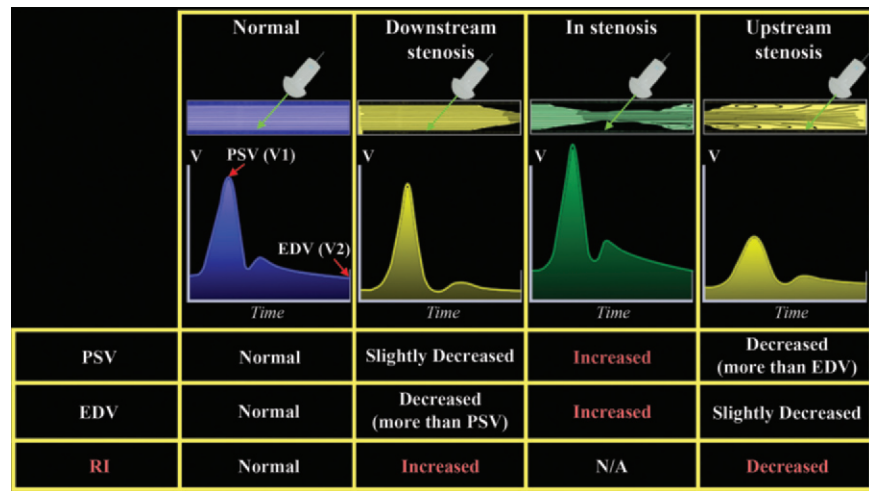 Normal
Downstream
stenosis
In stenosis
Upstream
stenosis
PSV (V1)
EDV (V2)
V
V
V
V
Time
Time
Time
Time
PSV
Normal
Slightly Decreased
Increased
Decreased
(more than EDV)
EDV
Normal
Decreased
(more than PSV)
Increased
Slightly Decreased
RI
Normal
Increased
N/A
Decreased